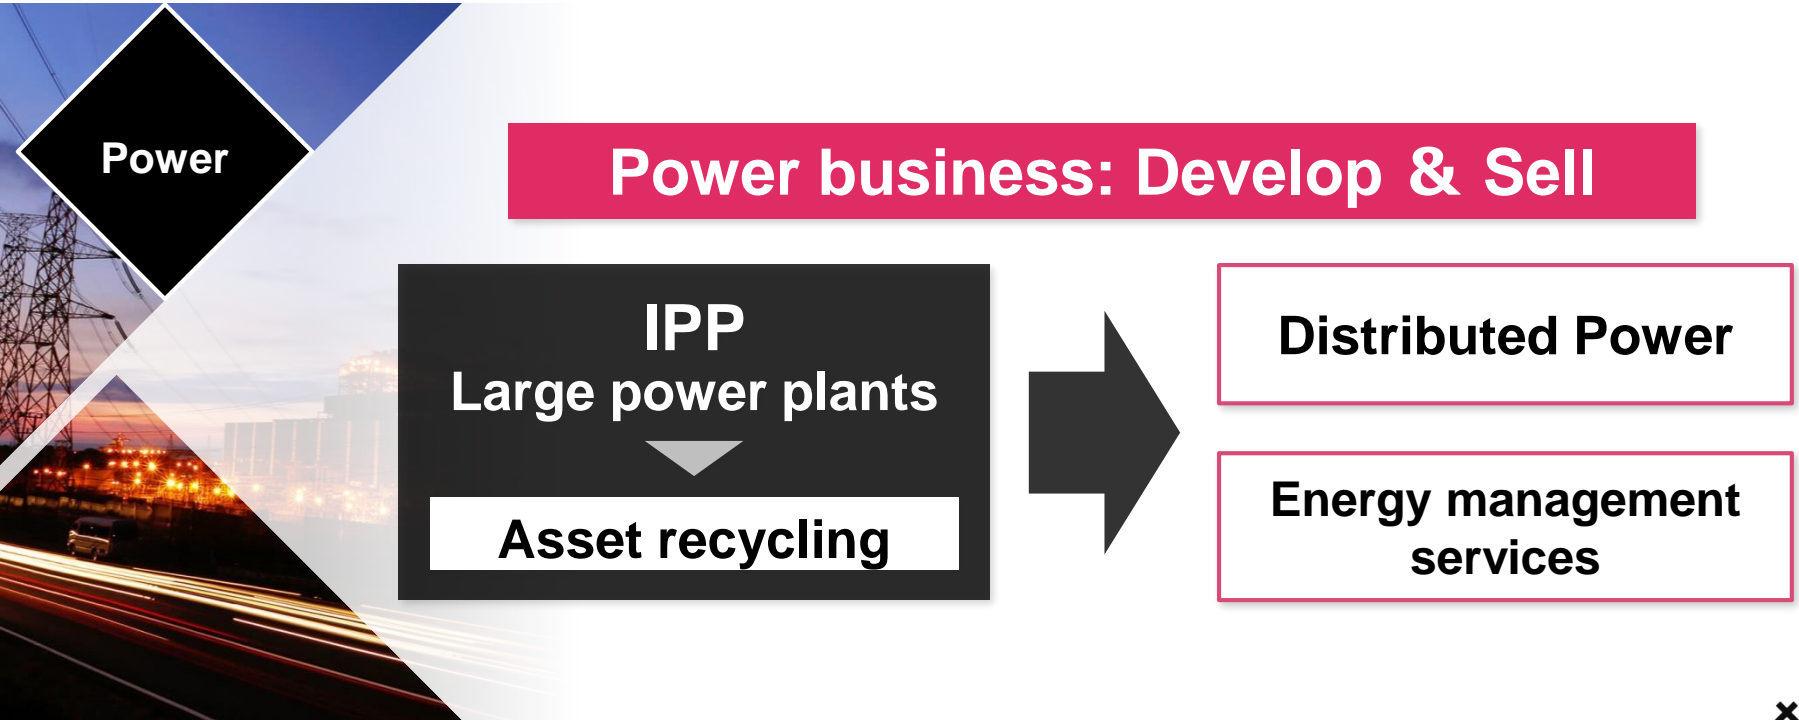 Power
Power business: Develop & Sell
IPP
Large power plants
Asset recycling
Distributed Power
Energy management
services